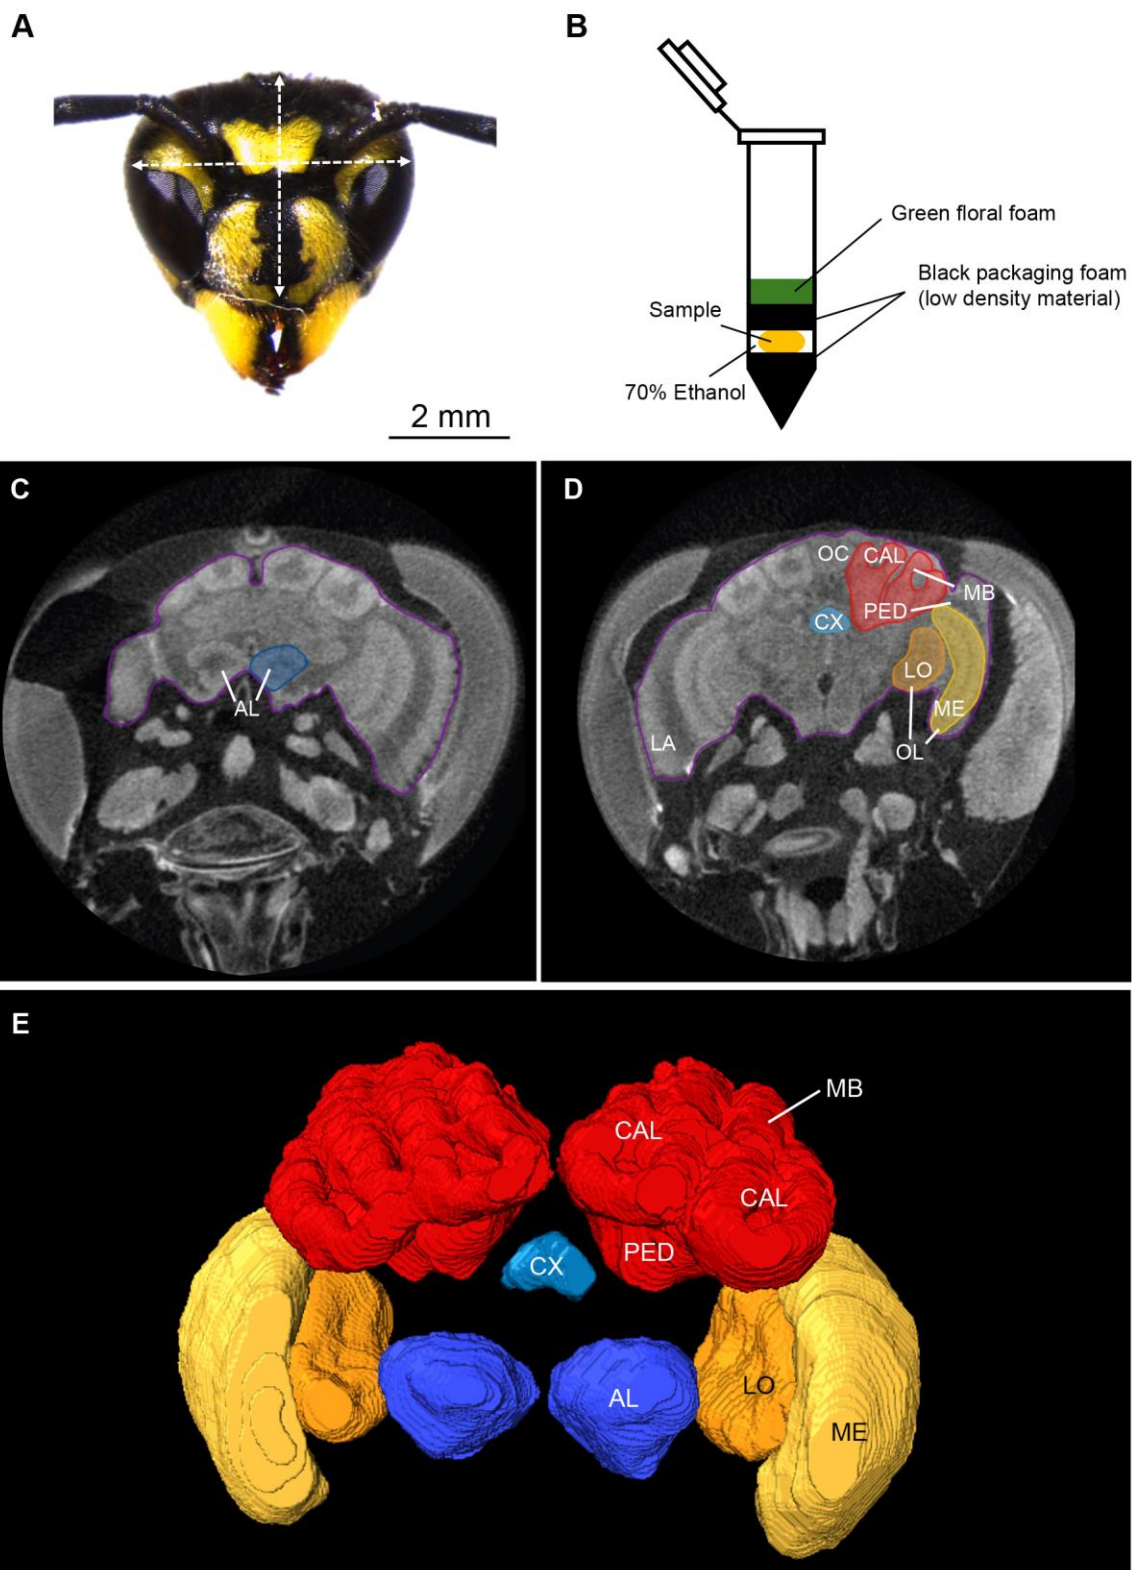 A
B
Green floral foam
Black packaging foam
(low density material)
Sample
70% Ethanol
2 mm
C
D
OC
CAL
MB
PED
CX
LO
ME
AL
LA
OL
E
MB
CAL
CAL
PED
CX
LO
AL
ME